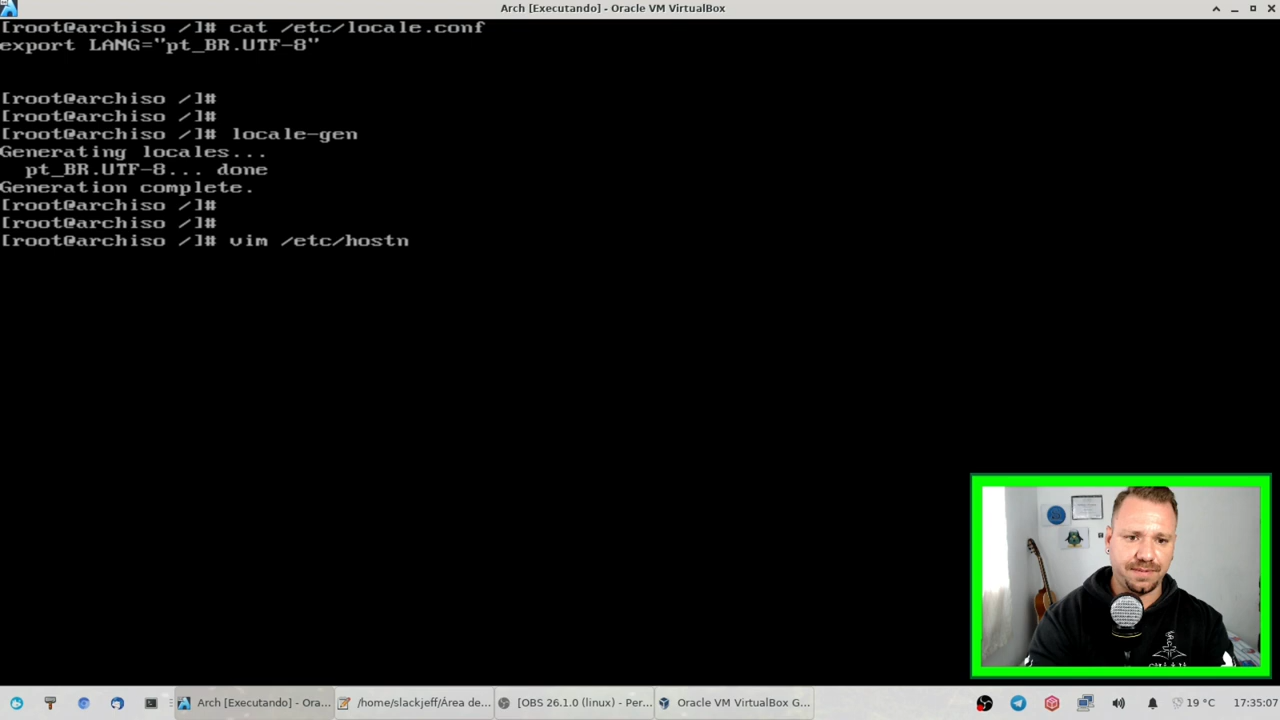 Arch [Executando] - Oracle VM VirtualBox
[root@archiso /]# cat /etc/locale.conf
export LANG="pt_BR.UTF-8"
[root@archiso /]#
[root@archiso /]#
[root@archiso /]# locale-gen
Generating locales...
pt_BR.UTF-8... done
Generation complete.
[root@archiso /]#
[root@archiso /]#
[root@archiso /]# vim /etc/hostn
Arch [Executando] - Ora... /home/slackjeff/Área de... [OBS 26.1.0 (linux) - Per... Oracle VM VirtualBox G... 19 °C 17:35:07